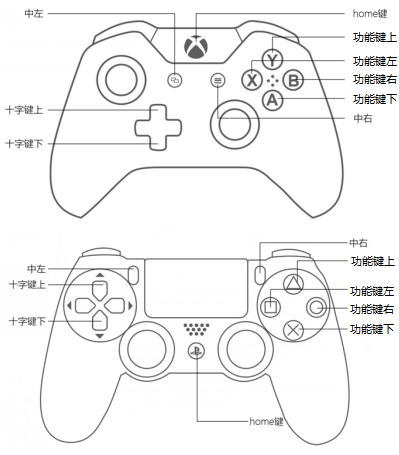 中左
home键
功能键上
Y
功能键左
X
B
功能键右
十字键上
A
功能键下
中右
十字键下
中右
功能键上
中左
十字键上
功能键左
功能键右
十字键下
功能键下
home键